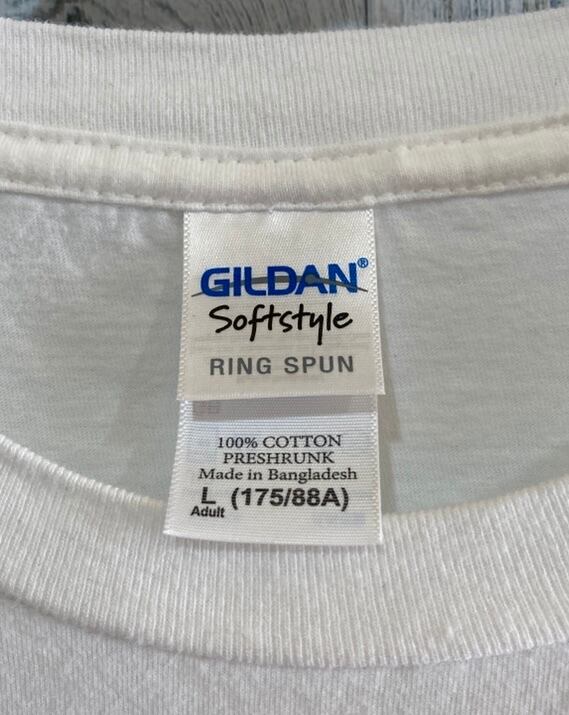 GILDAN®
Softstyle
RING SPUN
100% COTTON
PRESHRUNK
Made in Bangladesh
L (175/88A)
Adult